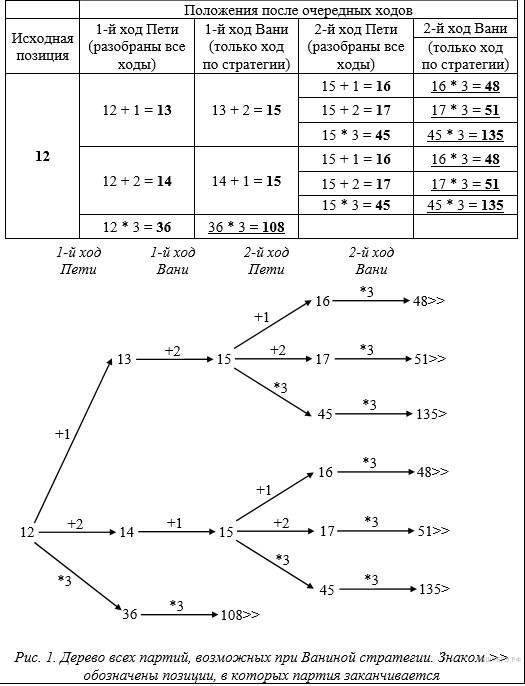 Положения после очередных ходов
Исходная позиция
1-й ход Пети (разобраны все ходы)
1-й ход Вани (только ход по стратегии)
2-й ход Пети (разобраны все ходы)
2-й ход Вани
(только ход по стратегии)
12
12 + 1 = 13
13 + 2 = 15
15 + 1 = 16
16 * 3 = 48
15 + 2 = 17
17 * 3 = 51
15 * 3 = 45
45 * 3 = 135
12 + 2 = 14
14 + 1 = 15
15 + 1 = 16
16 * 3 = 48
15 + 2 = 17
17 * 3 = 51
15 * 3 = 45
45 * 3 = 135
12 * 3 = 36
36 * 3 = 108
1-й ход Пети
1-й ход Вани
2-й ход Пети
2-й ход Вани
16 *3 48>>
+1
13 +2 15 +2 17 *3 51>>
*3
45 *3 135>
+1
16 *3 48>>
+1
12 +2 14 +1 15 +2 17 *3 51>>
*3
*3
45 *3 135>
36 *3 108>>
Рис. 1. Дерево всех партий, возможных при Ваниной стратегии. Знаком >>
обозначены позиции, в которых партия заканчивается